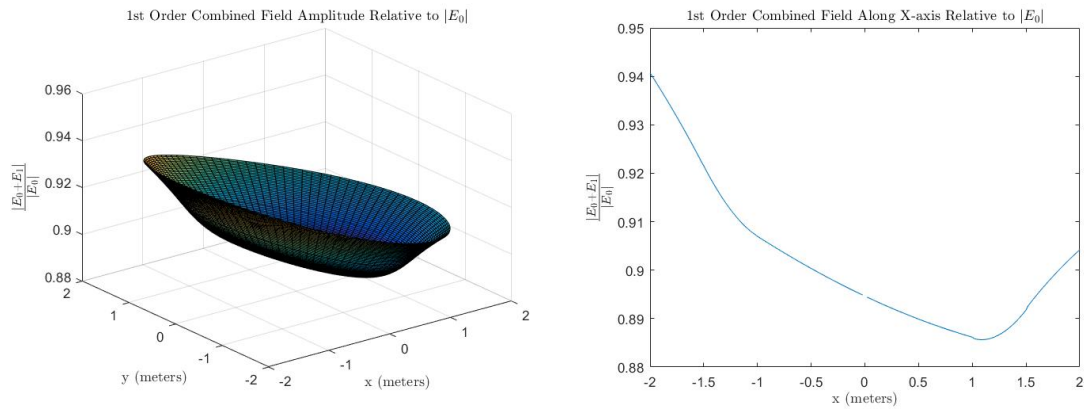 1st Order Combined Field Amplitude Relative to |E₀|
0.96
0.94
0.92
0.9
0.88
|E₀+E₁|
|E₀|
2
1
0
-1
-2
y (meters)
-2
-1
0
1
2
x (meters)
1st Order Combined Field Along X-axis Relative to |E₀|
0.95
0.94
0.93
0.92
0.91
0.9
0.89
0.88
|E₀+E₁|
|E₀|
-2 -1.5 -1 -0.5 0 0.5 1 1.5 2
x (meters)